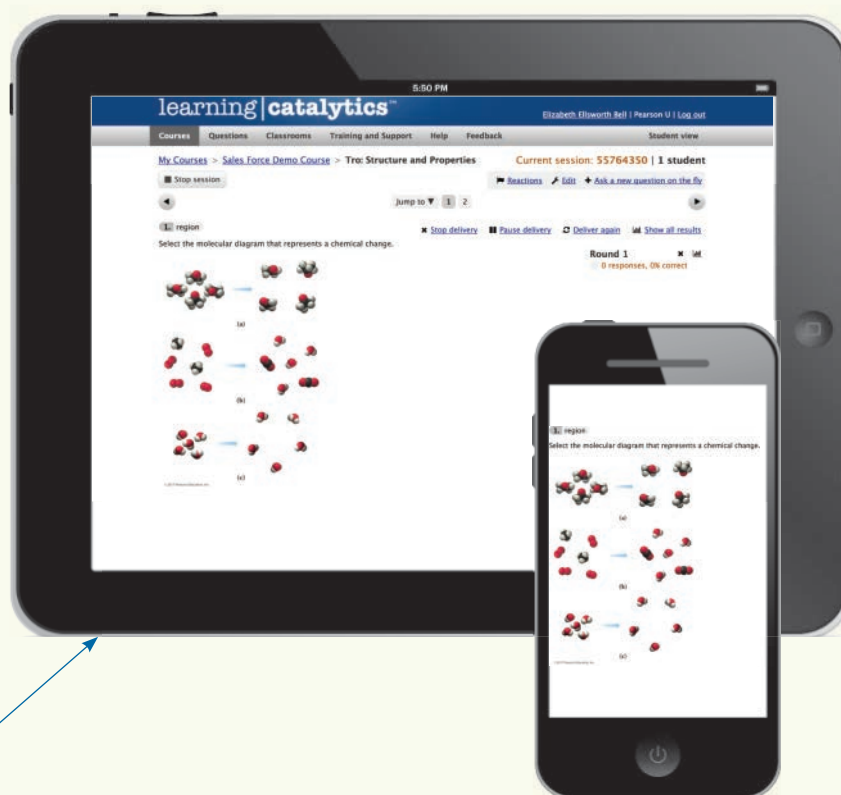 5:50 PM
learning|catalytics™
Elizabeth Ellsworth Bell | Pearson U | Log out
Courses Questions Classrooms Training and Support Help Feedback Student view
My Courses > Sales Force Demo Course > Tro: Structure and Properties Current session: 55764350 | 1 student
Stop session Reactions Edit Ask a new question on the fly
Jump to ▼ 1 2
1. region Stop delivery Pause delivery Deliver again Show all results
Select the molecular diagram that represents a chemical change.
Round 1
0 responses, 0% correct
(a)
(b)
(c)
1. region
Select the molecular diagram that represents a chemical change.
(a)
(b)
(c)